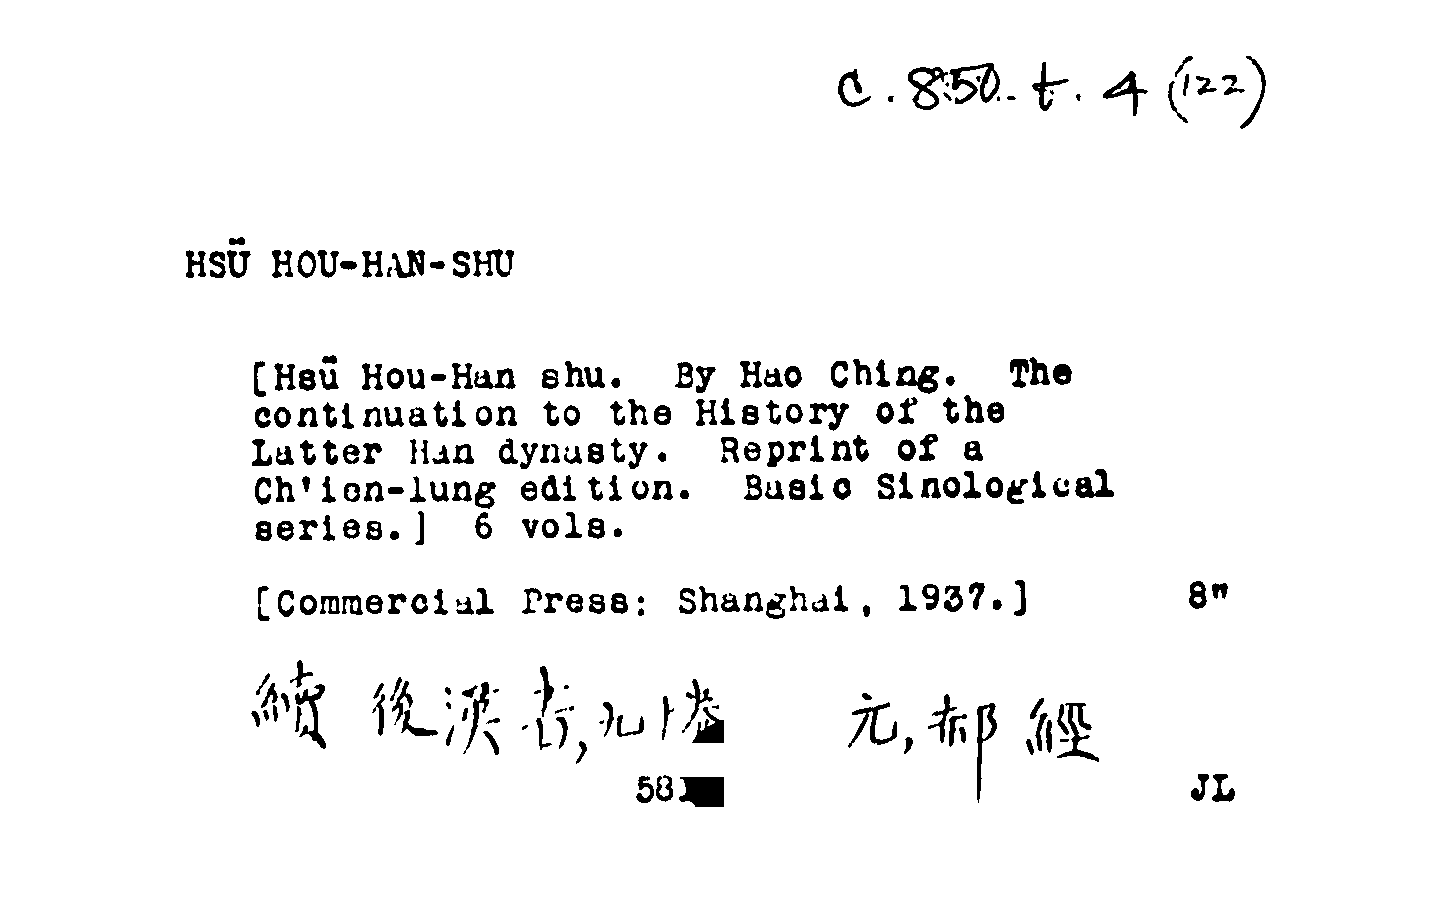 c.850.t.4(122)
HSÜ HOU-HAN-SHU
[Hsü Hou-Han shu. By Hao Ching. The
continuation to the History of the
Latter Han dynasty. Reprint of a
Ch'ien-lung edition. Basic Sinological
series.] 6 vols.
[Commercial Press: Shanghai, 1937.] 8"
續後漢書,九十卷 元,郝經
58 JL